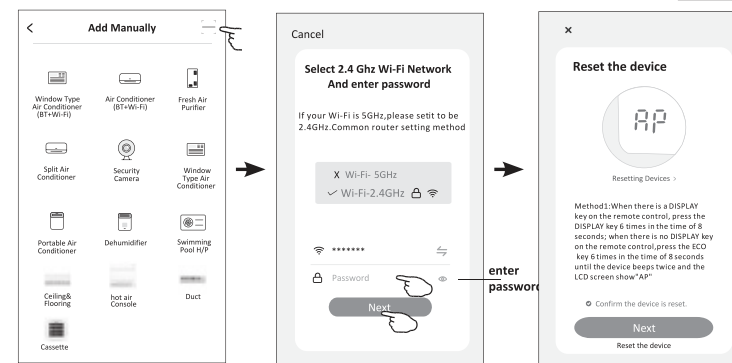 Add Manually
Window Type
Air Conditioner
(BT+Wi-Fi)
Air Conditioner
(BT+Wi-Fi)
Fresh Air
Purifier
Split Air
Conditioner
Security
Camera
Window
Type Air
Conditioner
Portable Air
Conditioner
Dehumidifier
Swimming
Pool H/P
Ceiling&
Flooring
hot air
Console
Duct
Cassette
Cancel
Select 2.4 Ghz Wi-Fi Network
And enter password
If your Wi-Fi is 5GHz,please setit to be
2.4GHz.Common router setting method
X Wi-Fi- 5GHz
Wi-Fi-2.4GHz
*******
Password
Next
enter
password
Reset the device
AP
Resetting Devices >
Method1:When there is a DISPLAY
key on the remote control, press the
DISPLAY key 6 times in the time of 8
seconds; when there is no DISPLAY key
on the remote control,press the ECO
key 6 times in the time of 8 seconds
until the device beeps twice and the
LCD screen show"AP"
Confirm the device is reset.
Next
Reset the device